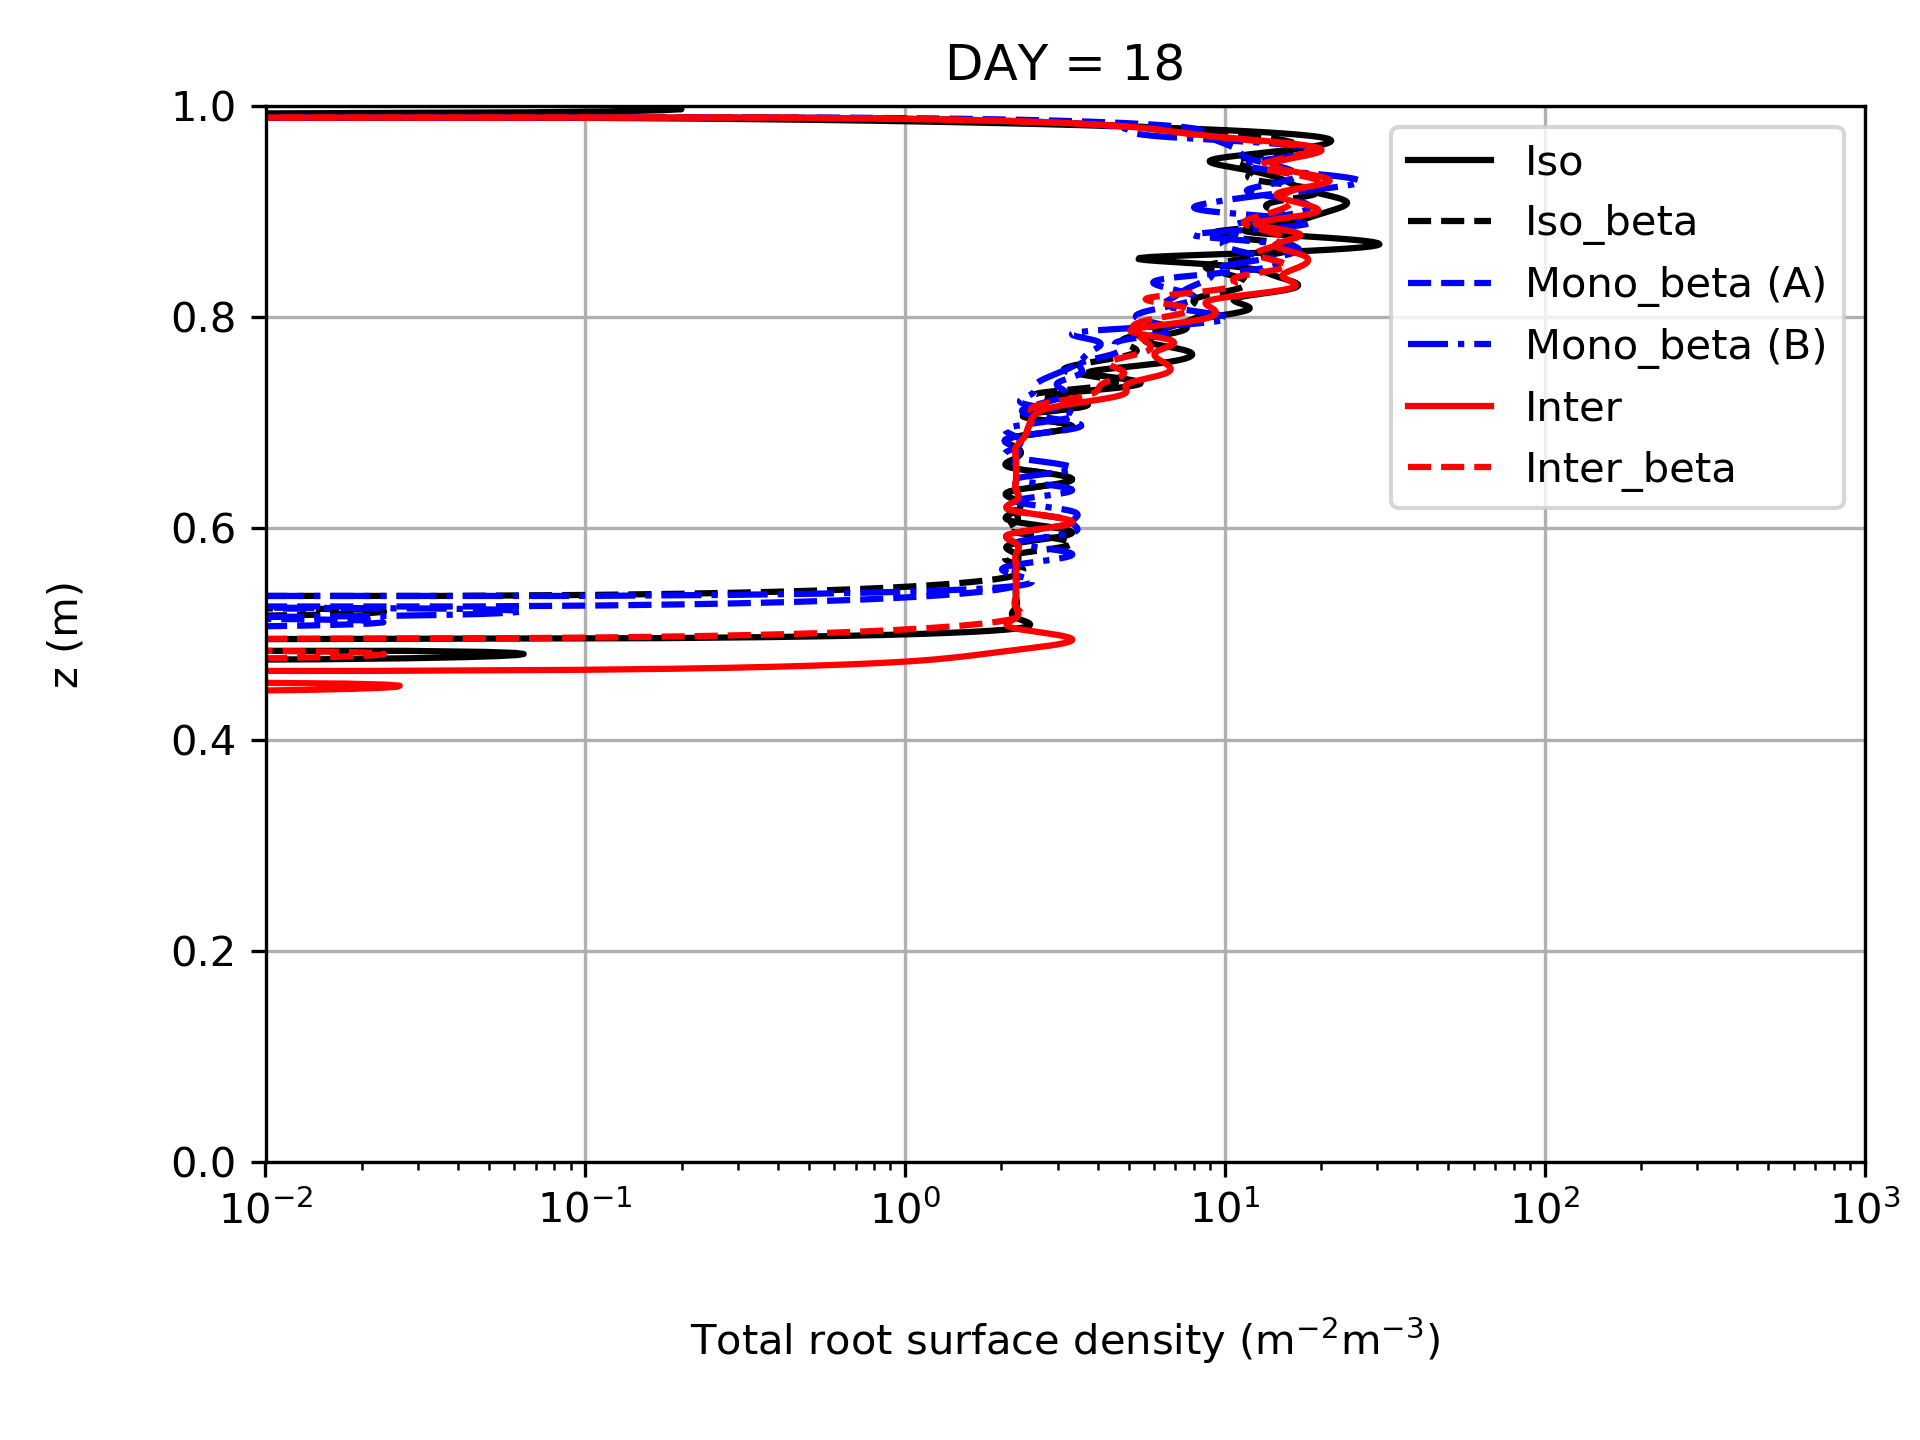 DAY = 18
1.0
0.8
0.6
0.4
0.2
0.0
z (m)
Iso
Iso_beta
Mono_beta (A)
Mono_beta (B)
Inter
Inter_beta
10⁻² 10⁻¹ 10⁰ 10¹ 10² 10³
Total root surface density (m⁻²m⁻³)